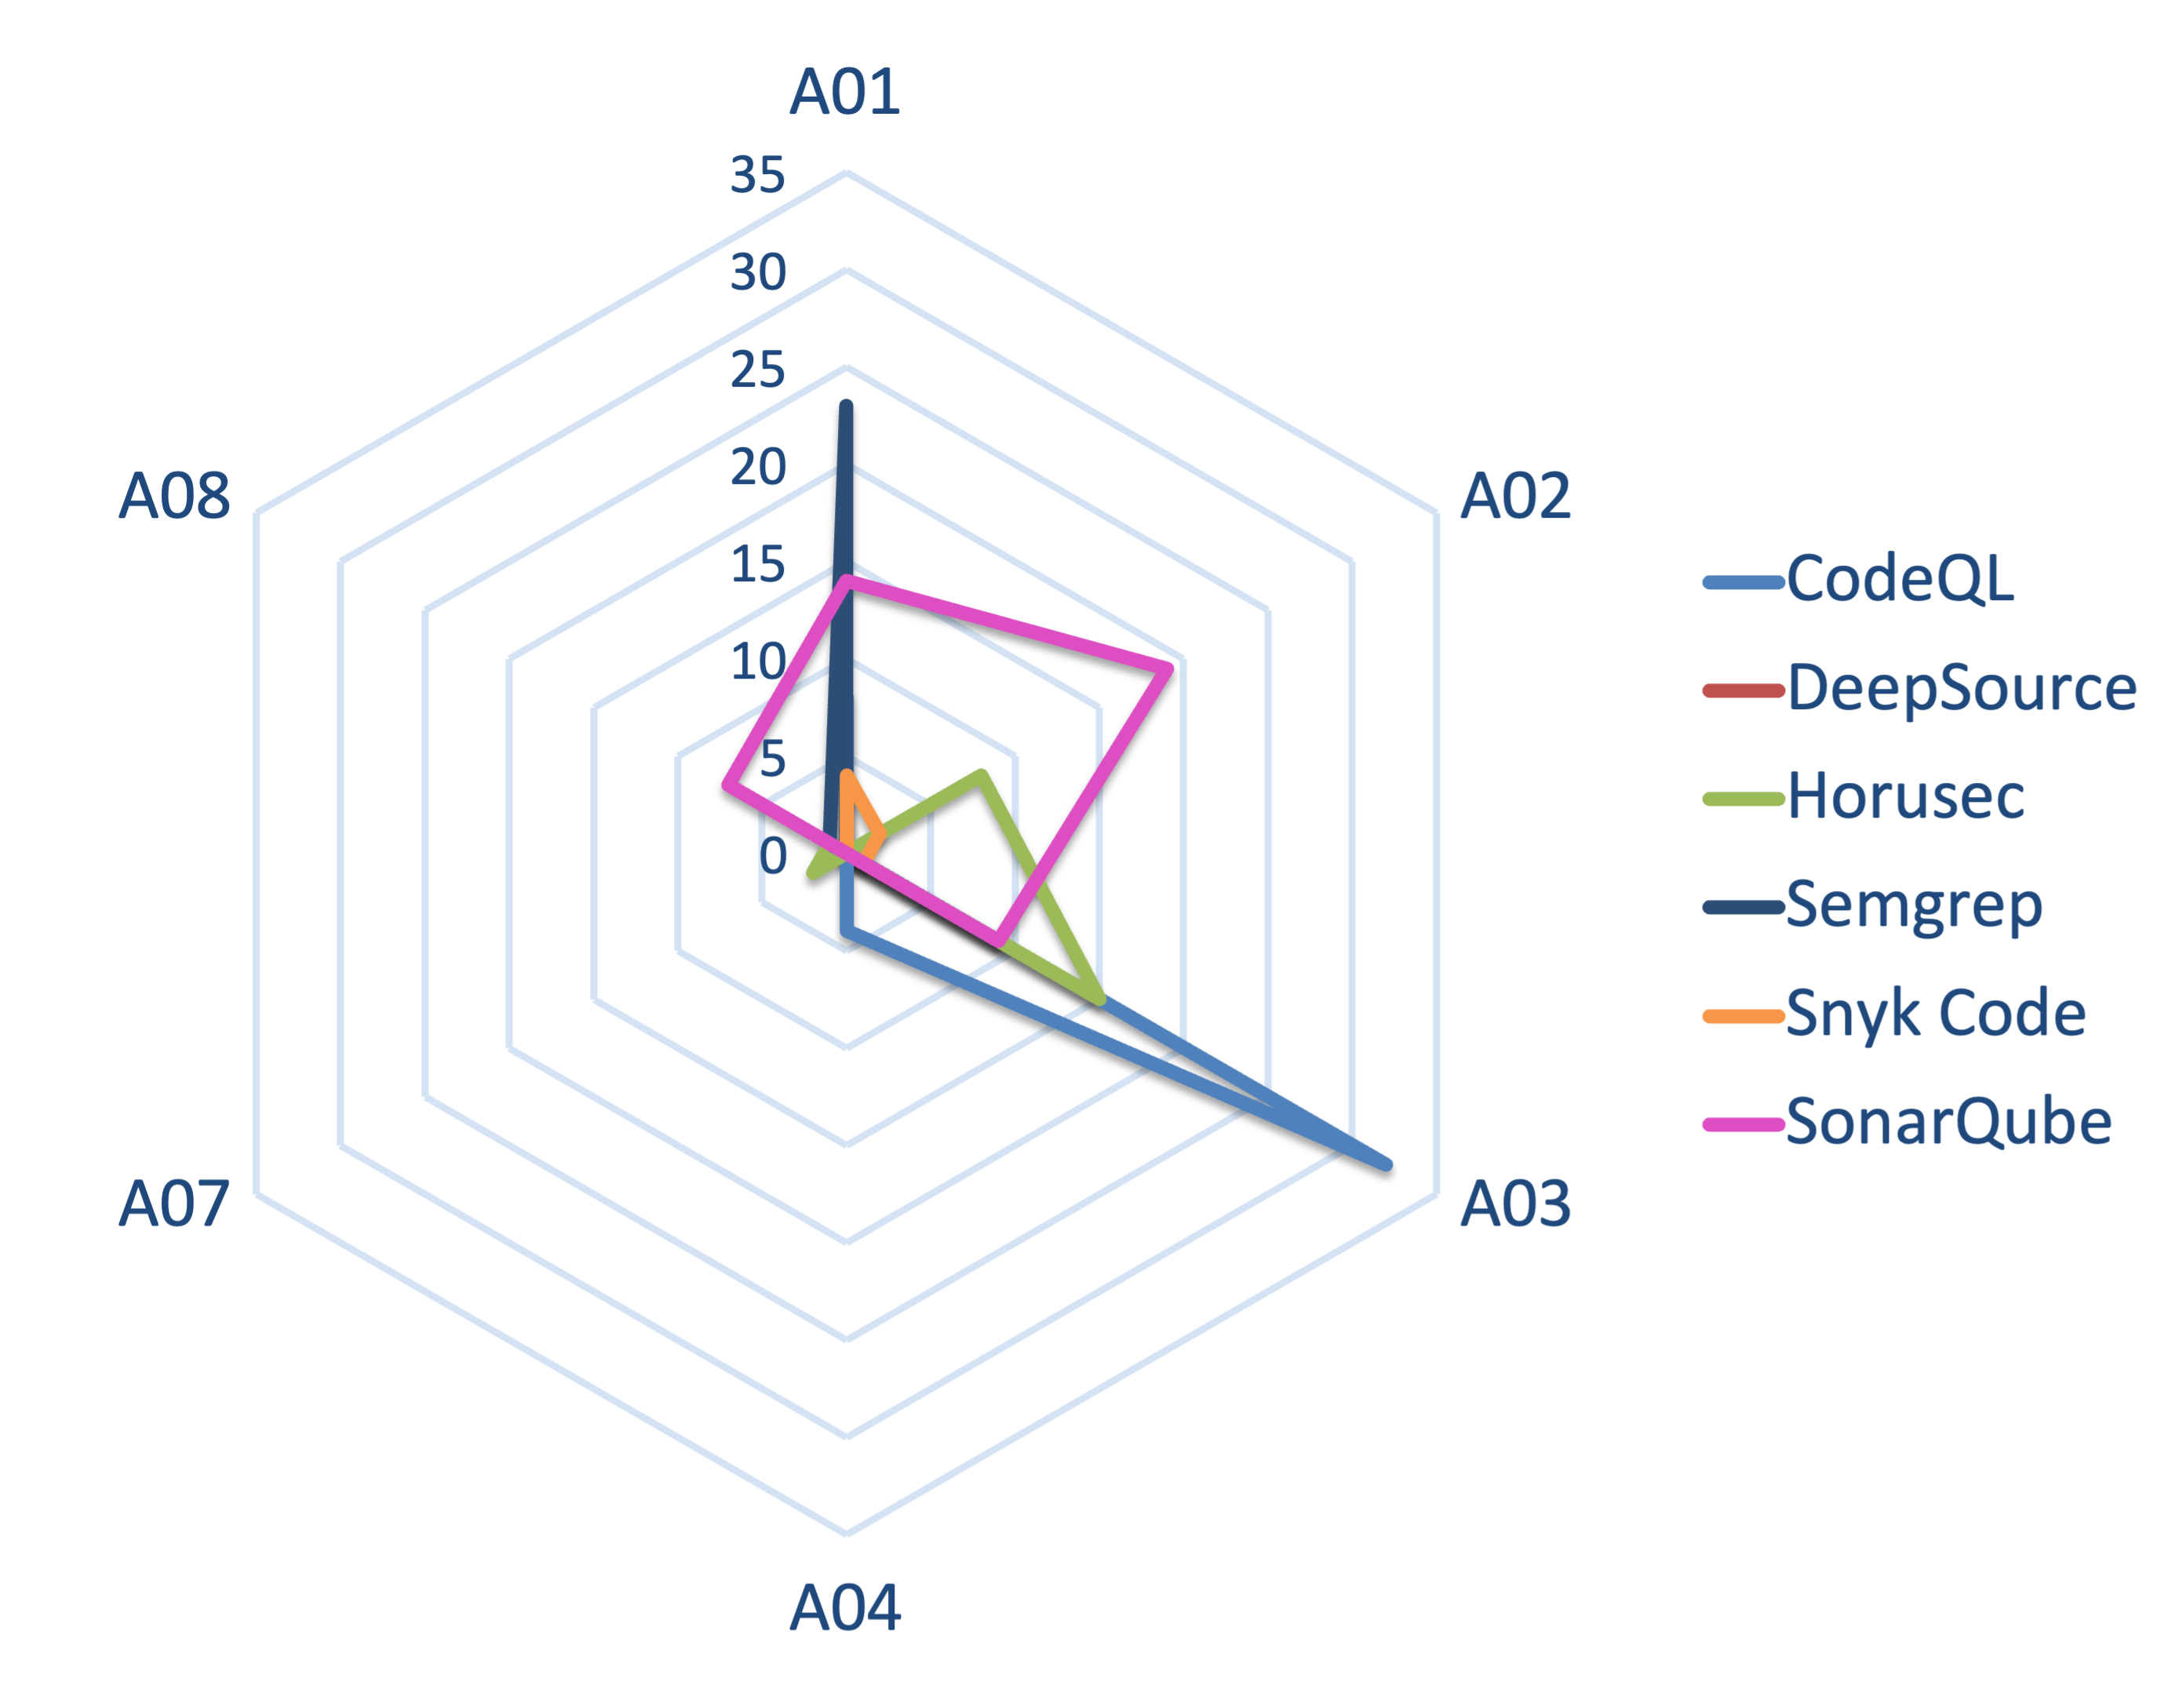 A01
35
30
25
20
15
10
5
0
A02
A03
A04
A07
A08
CodeQL
DeepSource
Horusec
Semgrep
Snyk Code
SonarQube